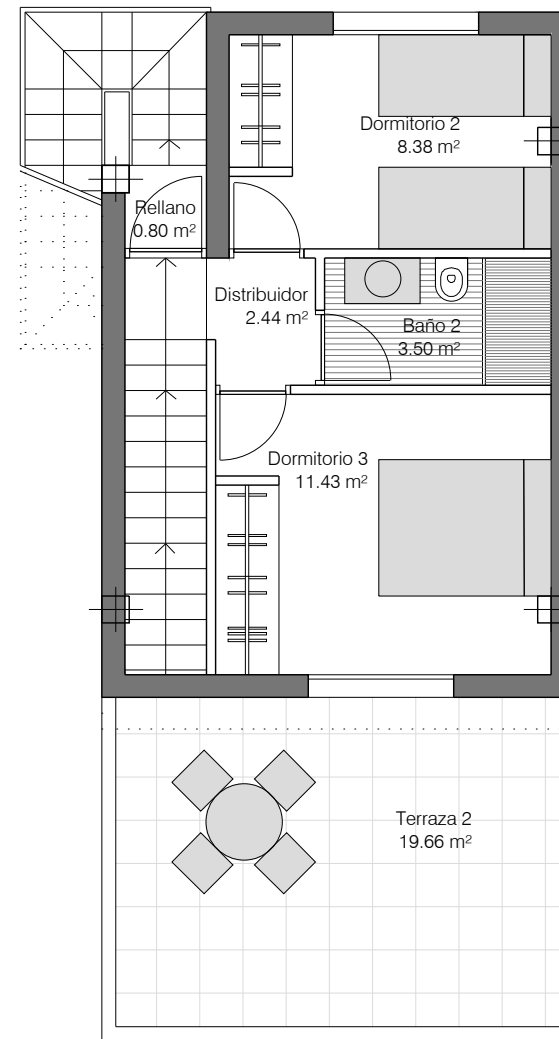 Dormitorio 2
8.38 m²
Rellano
0.80 m²
Distribuidor
2.44 m²
Baño 2
3.50 m²
Dormitorio 3
11.43 m²
Terraza 2
19.66 m²